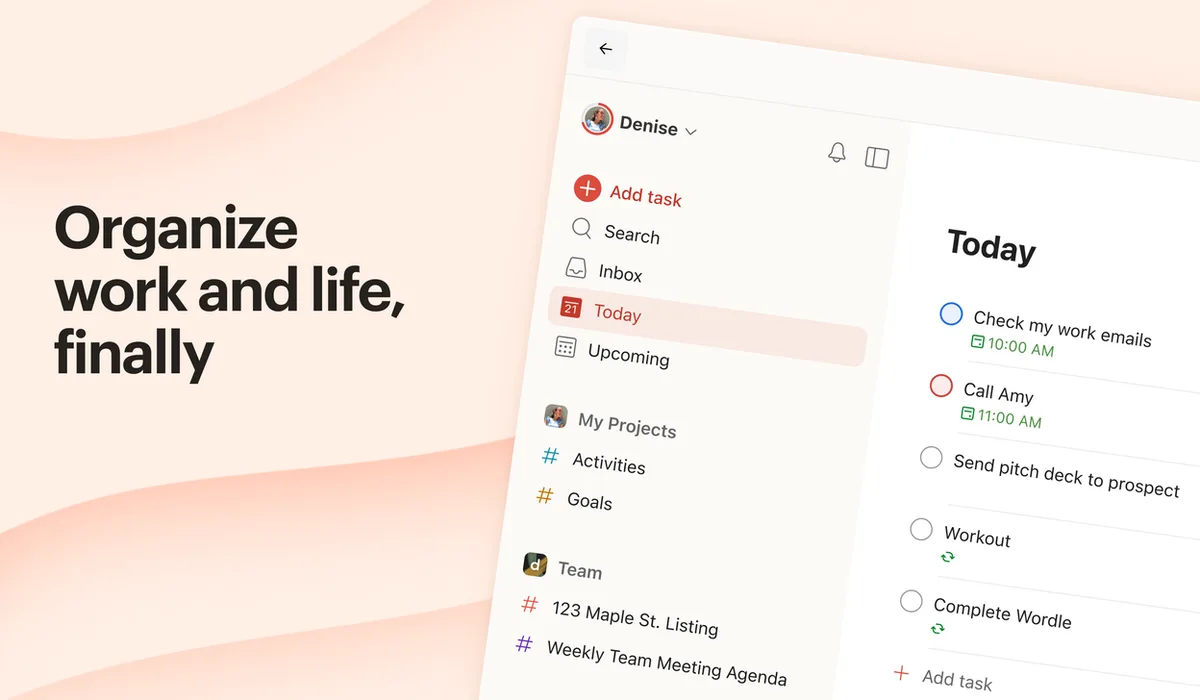 Organize
work and life,
finally
Denise
Add task
Search
Inbox
21
Today
Upcoming
My Projects
# Activities
# Goals
d
Team
# 123 Maple St. Listing
# Weekly Team Meeting Agenda
Today
Check my work emails
10:00 AM
Call Amy
11:00 AM
Send pitch deck to prospect
Workout
Complete Wordle
+ Add task